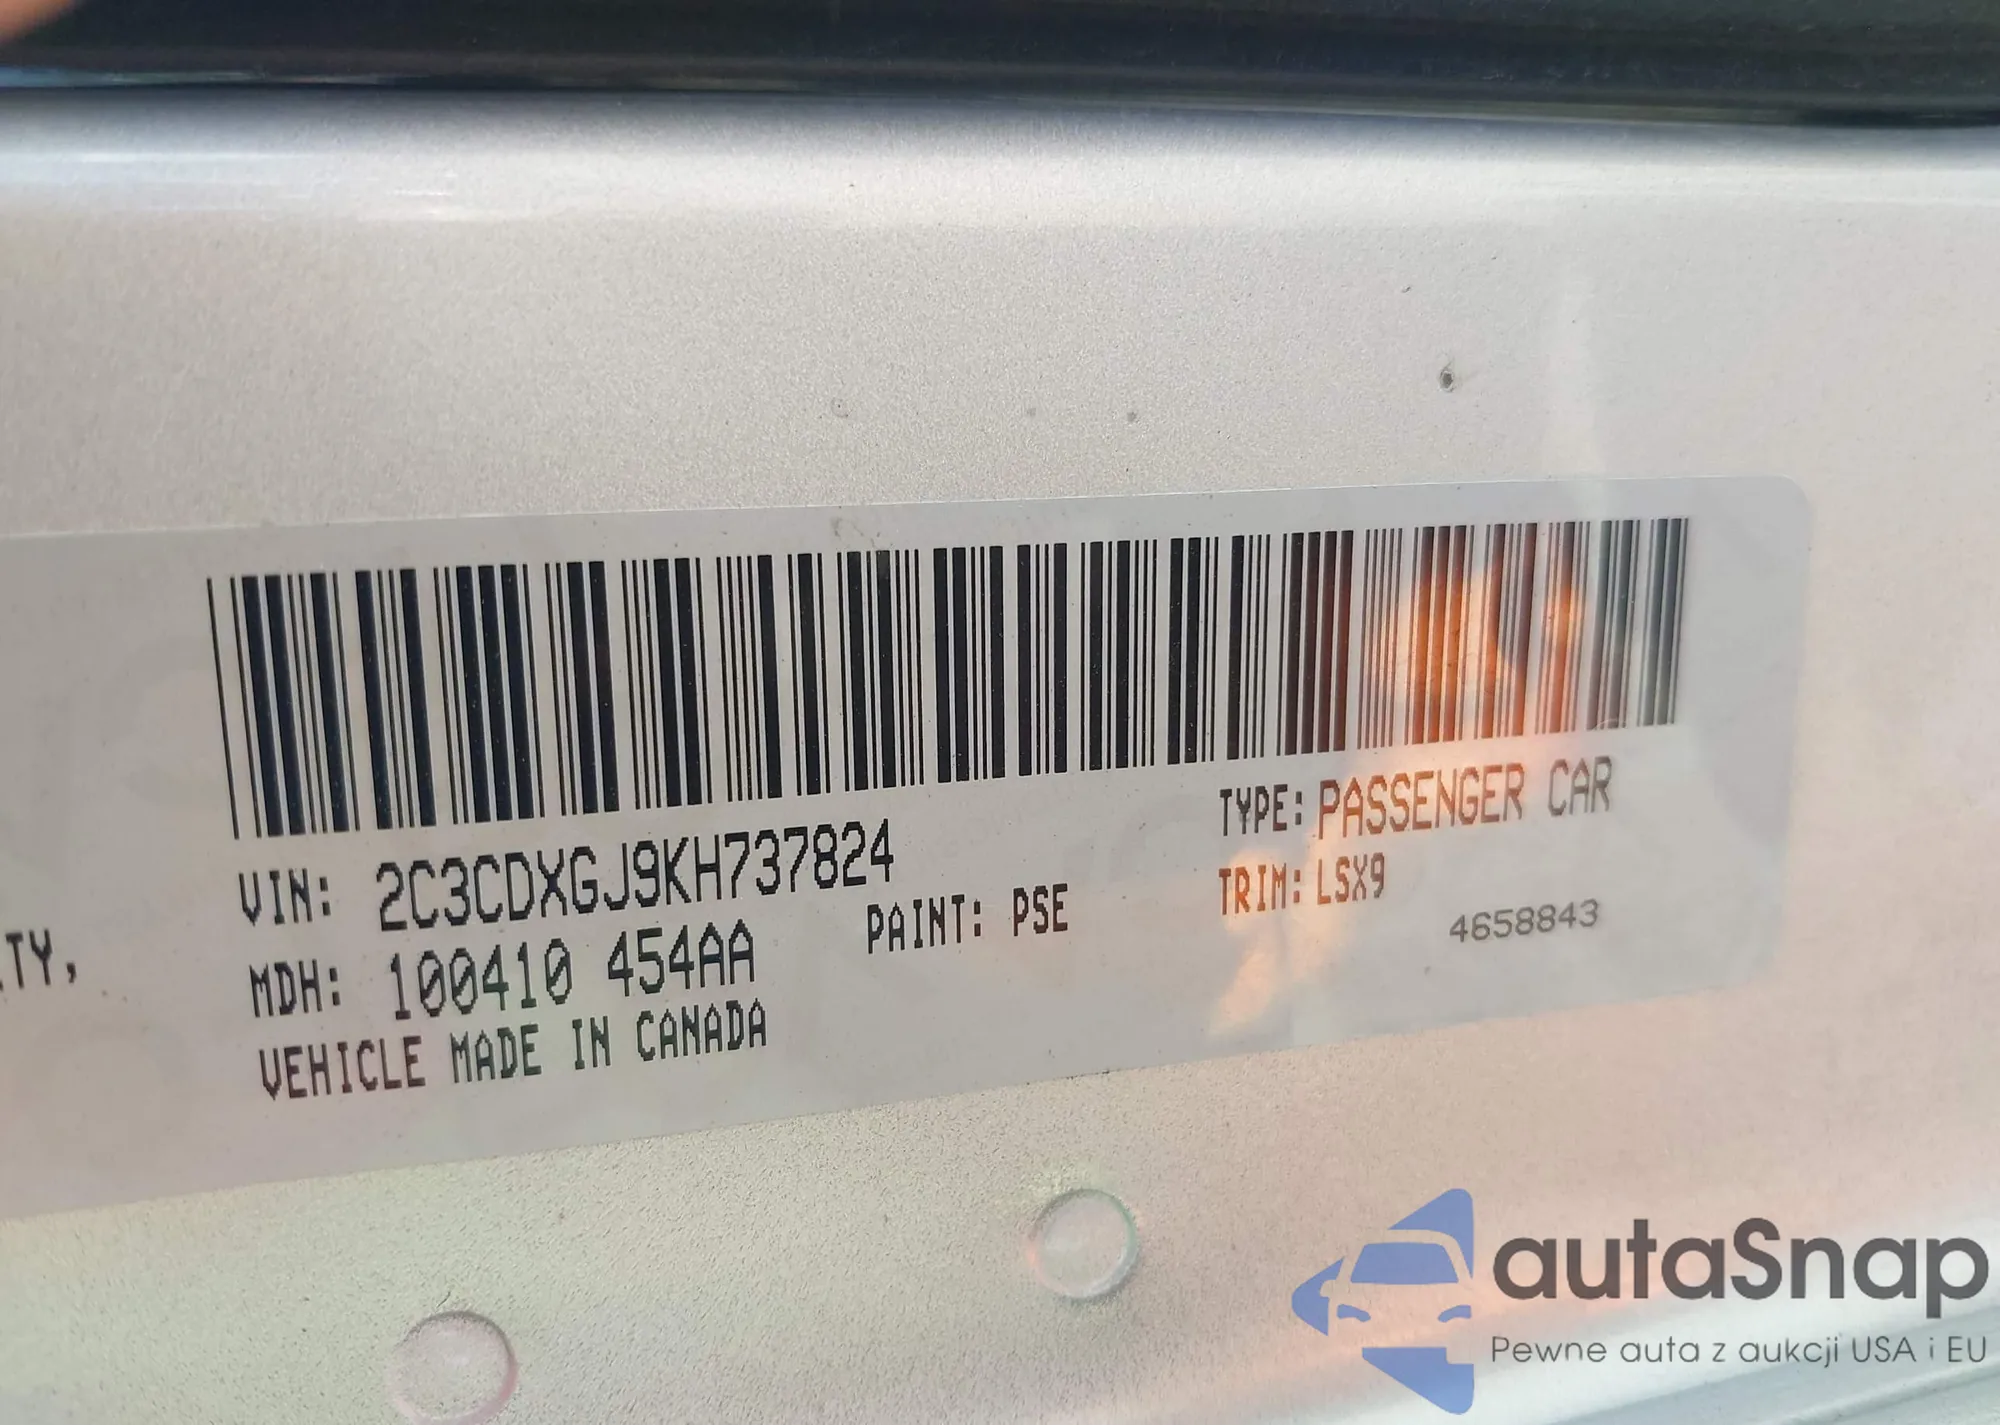 VIN: 2C3CDXGJ9KH737824
TYPE: PASSENGER CAR
MDH: 100410 454AA
PAINT: PSE
TRIM: LSX9
4658843
VEHICLE MADE IN CANADA
TY,
autaSnap
Pewne auta z aukcji USA i EU